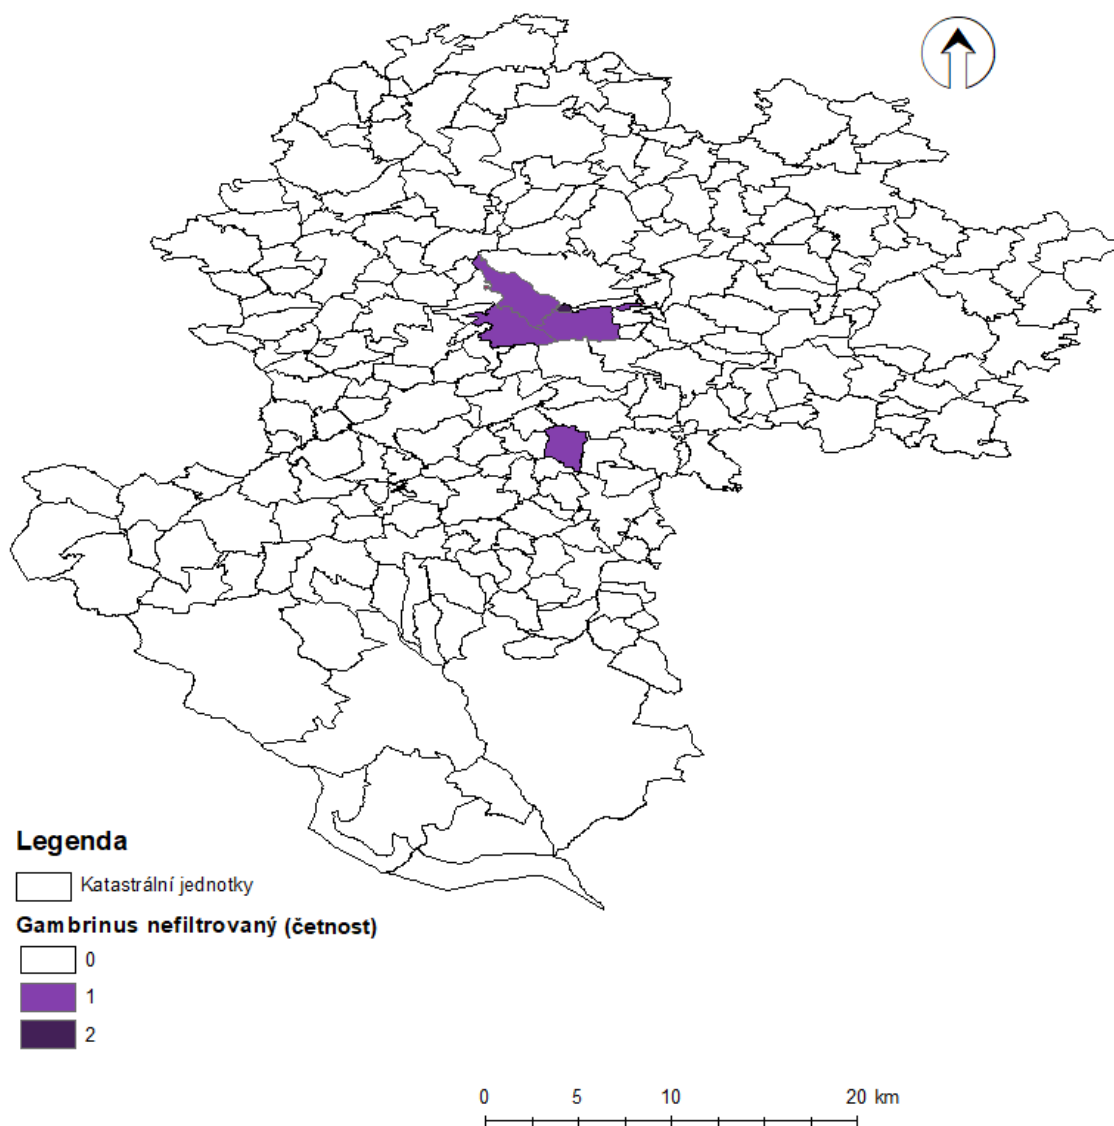 Legenda
Katastrální jednotky
Gambrinus nefiltrovaný (četnost)
0
1
2
0 5 10 20 km